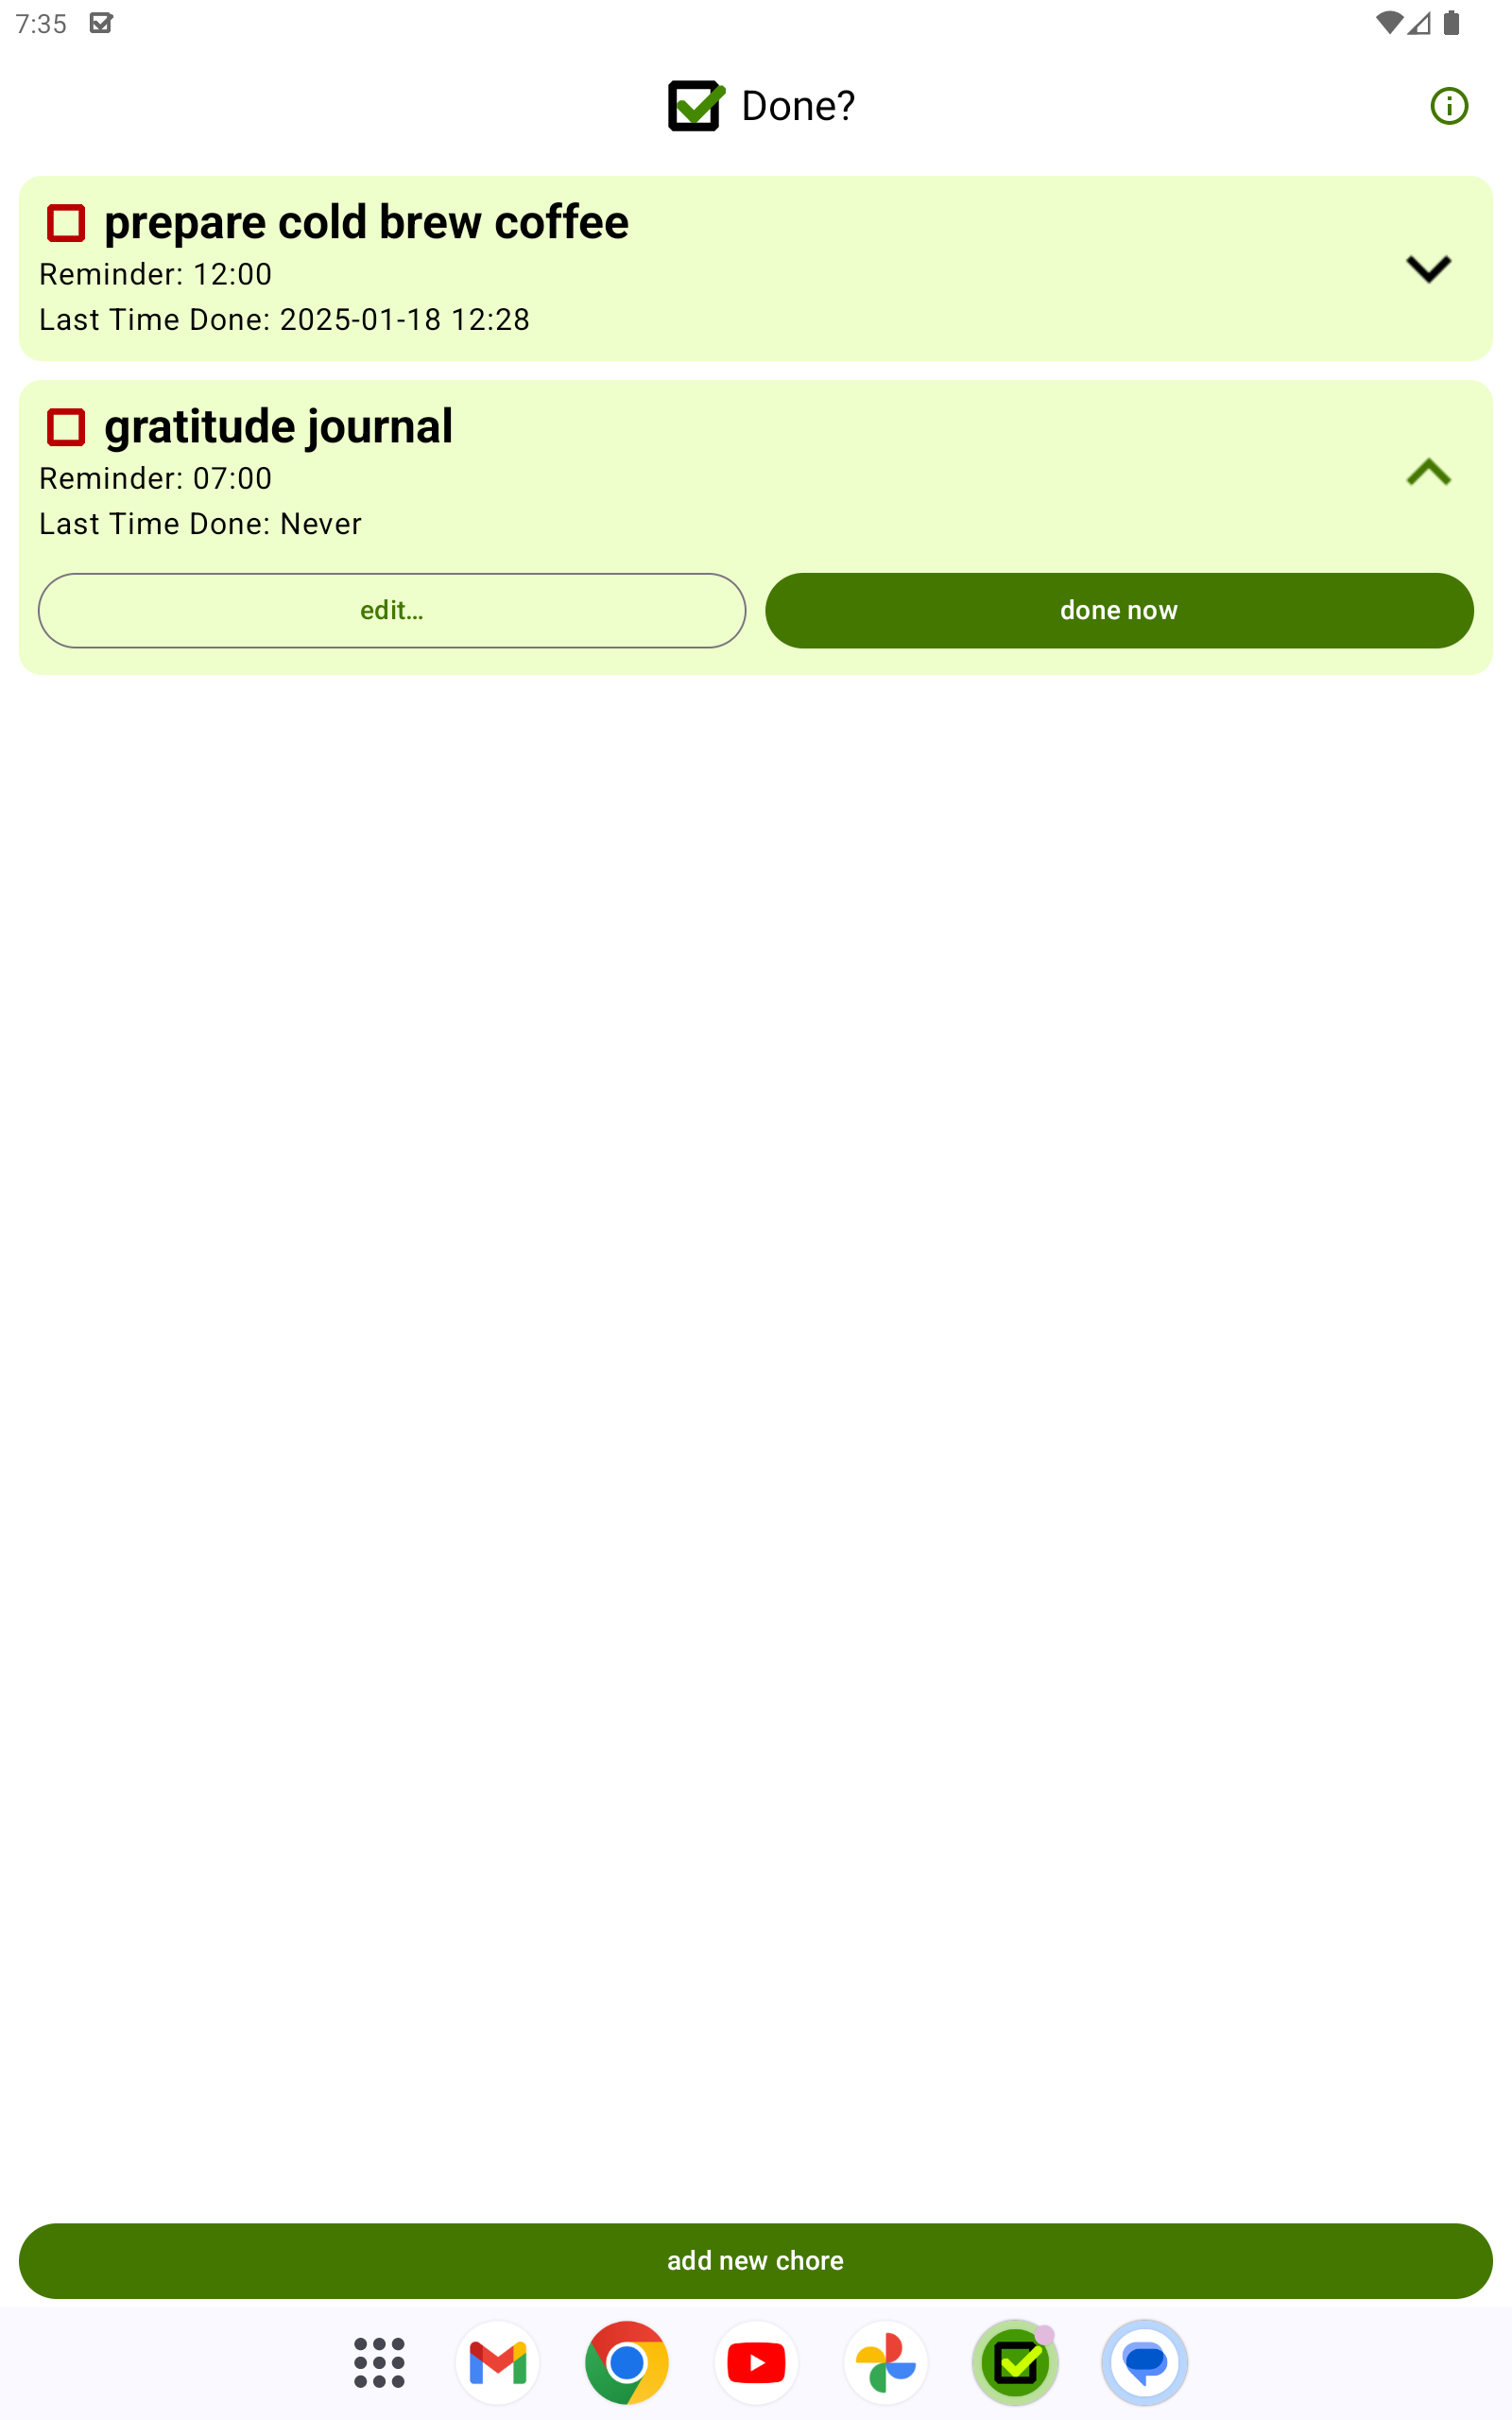 7:35
Done?
prepare cold brew coffee
Reminder: 12:00
Last Time Done: 2025-01-18 12:28
gratitude journal
Reminder: 07:00
Last Time Done: Never
edit…
done now
add new chore